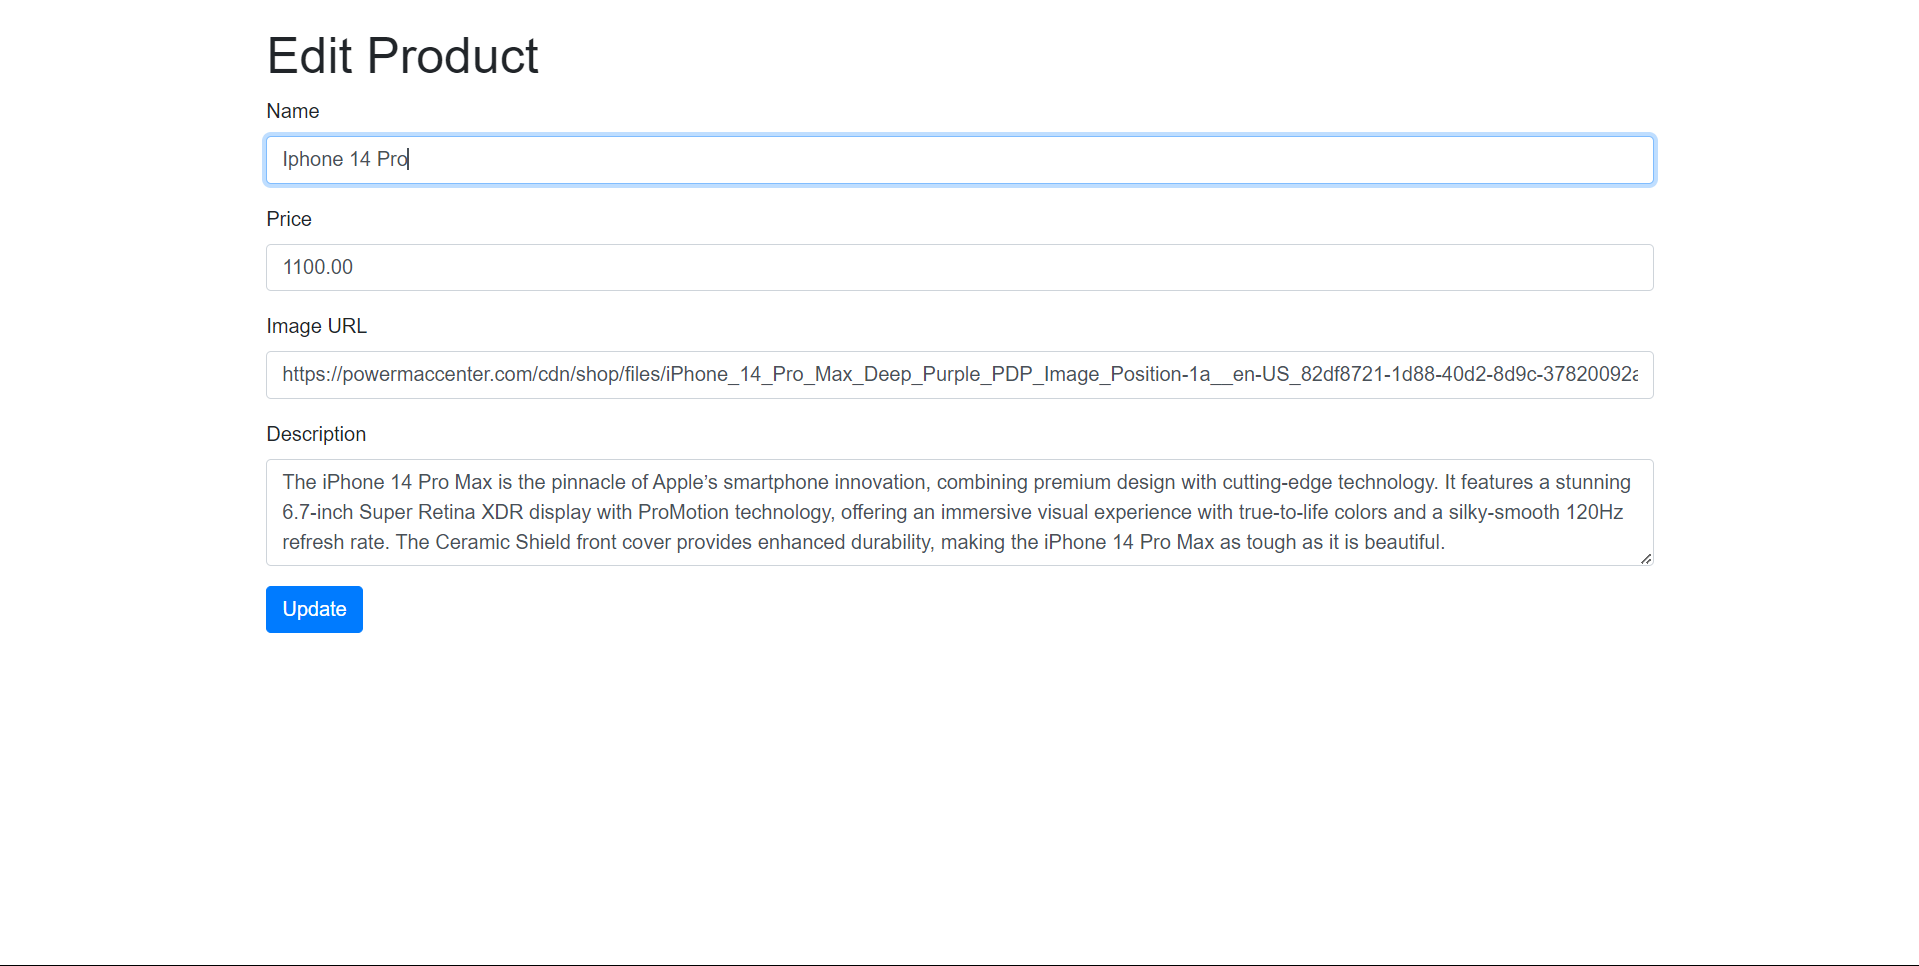 Edit Product
Name
Iphone 14 Pro
Price
1100.00
Image URL
https://powermaccenter.com/cdn/shop/files/iPhone_14_Pro_Max_Deep_Purple_PDP_Image_Position-1a__en-US_82df8721-1d88-40d2-8d9c-37820092a
Description
The iPhone 14 Pro Max is the pinnacle of Apple’s smartphone innovation, combining premium design with cutting-edge technology. It features a stunning
6.7-inch Super Retina XDR display with ProMotion technology, offering an immersive visual experience with true-to-life colors and a silky-smooth 120Hz
refresh rate. The Ceramic Shield front cover provides enhanced durability, making the iPhone 14 Pro Max as tough as it is beautiful.
Update